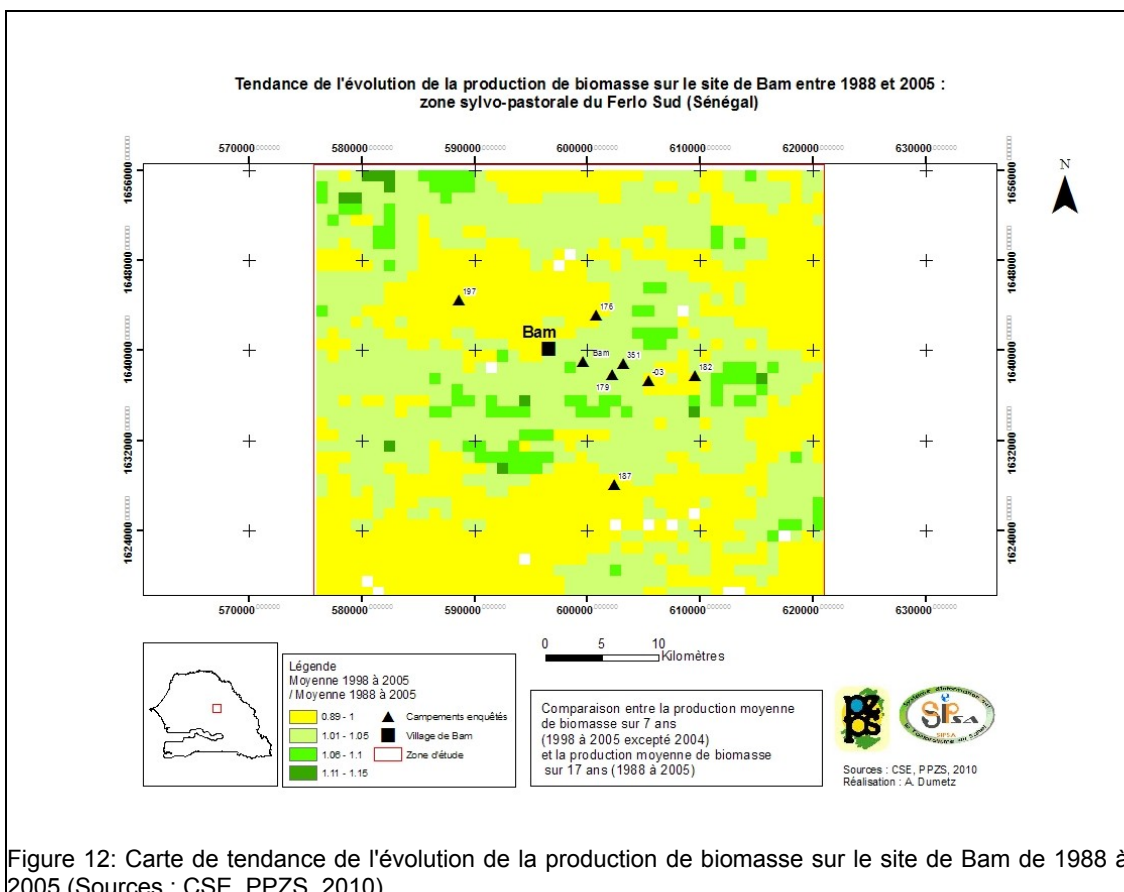 Tendance de l'évolution de la production de biomasse sur le site de Bam entre 1988 et 2005 :
zone sylvo-pastorale du Ferlo Sud (Sénégal)
570000 580000 590000 600000 610000 620000 630000
N
1656000 1656000
1648000 1648000
197
176
Bam
1640000 1640000
Bam 351
179 -03 182
1632000 1632000
187
1624000 1624000
570000 580000 590000 600000 610000 620000 630000
0 5 10
Kilomètres
Légende
Moyenne 1998 à 2005
/ Moyenne 1988 à 2005
0.89 - 1 Campements enquêtés
1.01 - 1.05 Village de Bam
1.06 - 1.1 Zone d'étude
1.11 - 1.15
Comparaison entre la production moyenne
de biomasse sur 7 ans
(1998 à 2005 excepté 2004)
et la production moyenne de biomasse
sur 17 ans (1988 à 2005)
SIPSA
Sources : CSE, PPZS, 2010
Réalisation : A. Dumetz
Figure 12: Carte de tendance de l'évolution de la production de biomasse sur le site de Bam de 1988 à
2005 (Sources : CSE, PPZS, 2010)